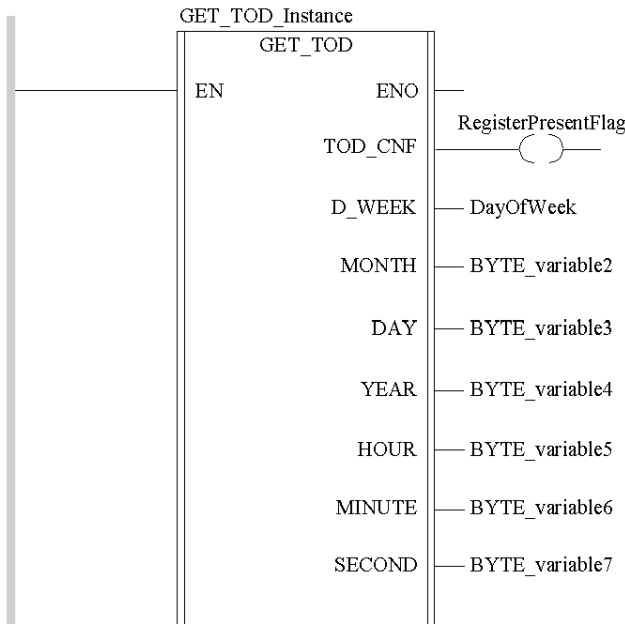 GET_TOD_Instance
GET_TOD
EN ENO
RegisterPresentFlag
TOD_CNF
D_WEEK DayOfWeek
MONTH BYTE_variable2
DAY BYTE_variable3
YEAR BYTE_variable4
HOUR BYTE_variable5
MINUTE BYTE_variable6
SECOND BYTE_variable7